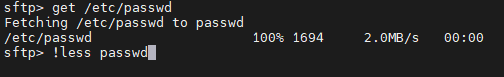 sftp> get /etc/passwd
Fetching /etc/passwd to passwd
/etc/passwd 100% 1694 2.0MB/s 00:00
sftp> !less passwd